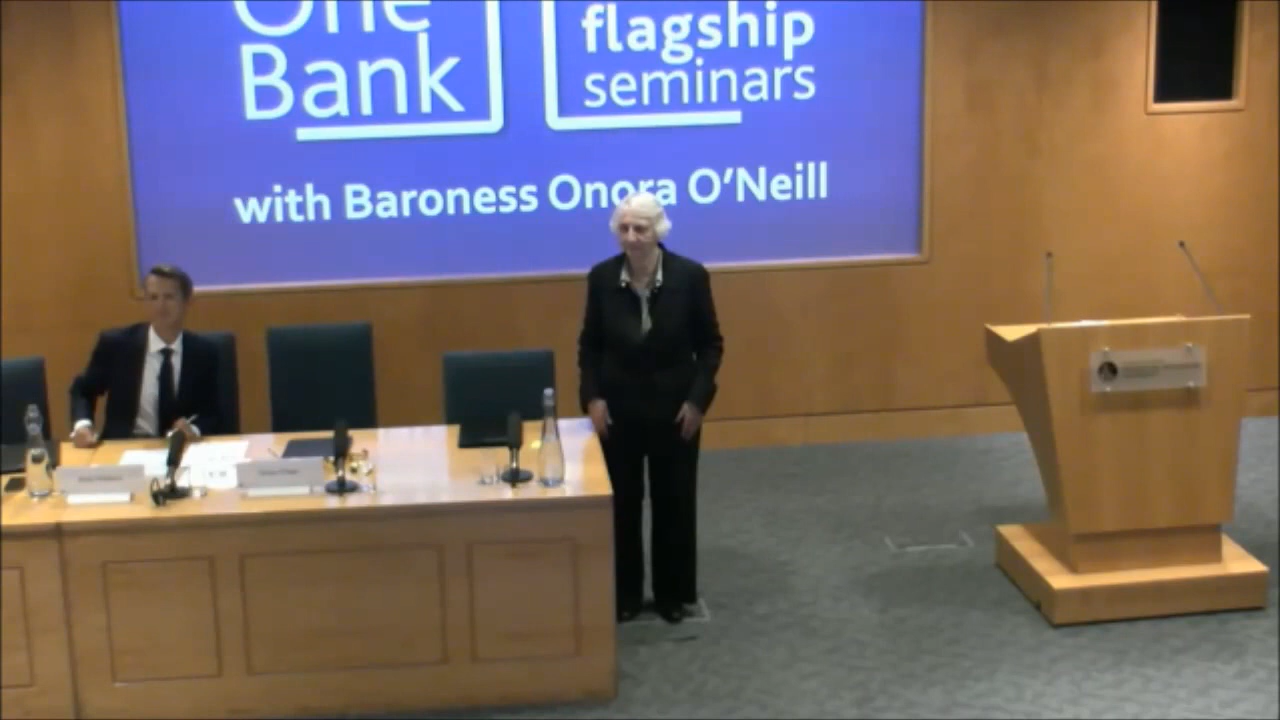 One
Bank
flagship
seminars
with Baroness Onora O'Neill